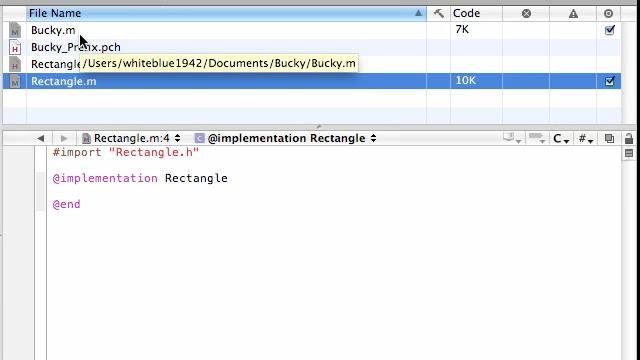 File Name Code
Bucky.m 7K
Bucky_Prefix.pch
Rectangle
/Users/whiteblue1942/Documents/Bucky/Bucky.m
Rectangle.m 10K
Rectangle.m:4 C @implementation Rectangle C #
#import "Rectangle.h"
@implementation Rectangle
@end